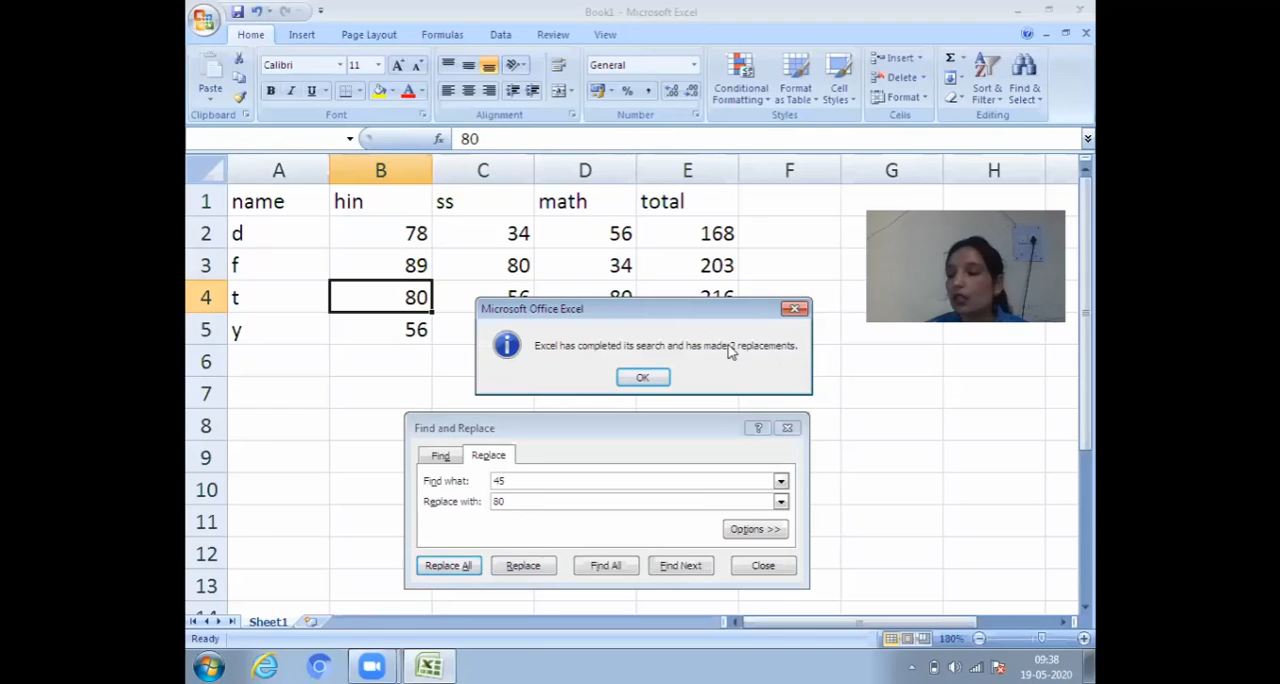 Book1 - Microsoft Excel
Home Insert Page Layout Formulas Data Review View
Calibri 11 General
Paste B I U Conditional Formatting Format as Table Cell Styles Insert Delete Format Sort & Filter Find & Select
Clipboard Font Alignment Number Styles Cells Editing
fx 80
A B C D E F G H
1 name hin ss math total
2 d 78 34 56 168
3 f 89 80 34 203
4 t 80
5 y 56
6
7
8
9
10
11
12
13
Microsoft Office Excel
Excel has completed its search and has made replacements.
OK
Find and Replace
Find Replace
Find what: 45
Replace with: 80
Options >>
Replace All Replace Find All Find Next Close
Sheet1
Ready 180%
09:38
19-05-2020